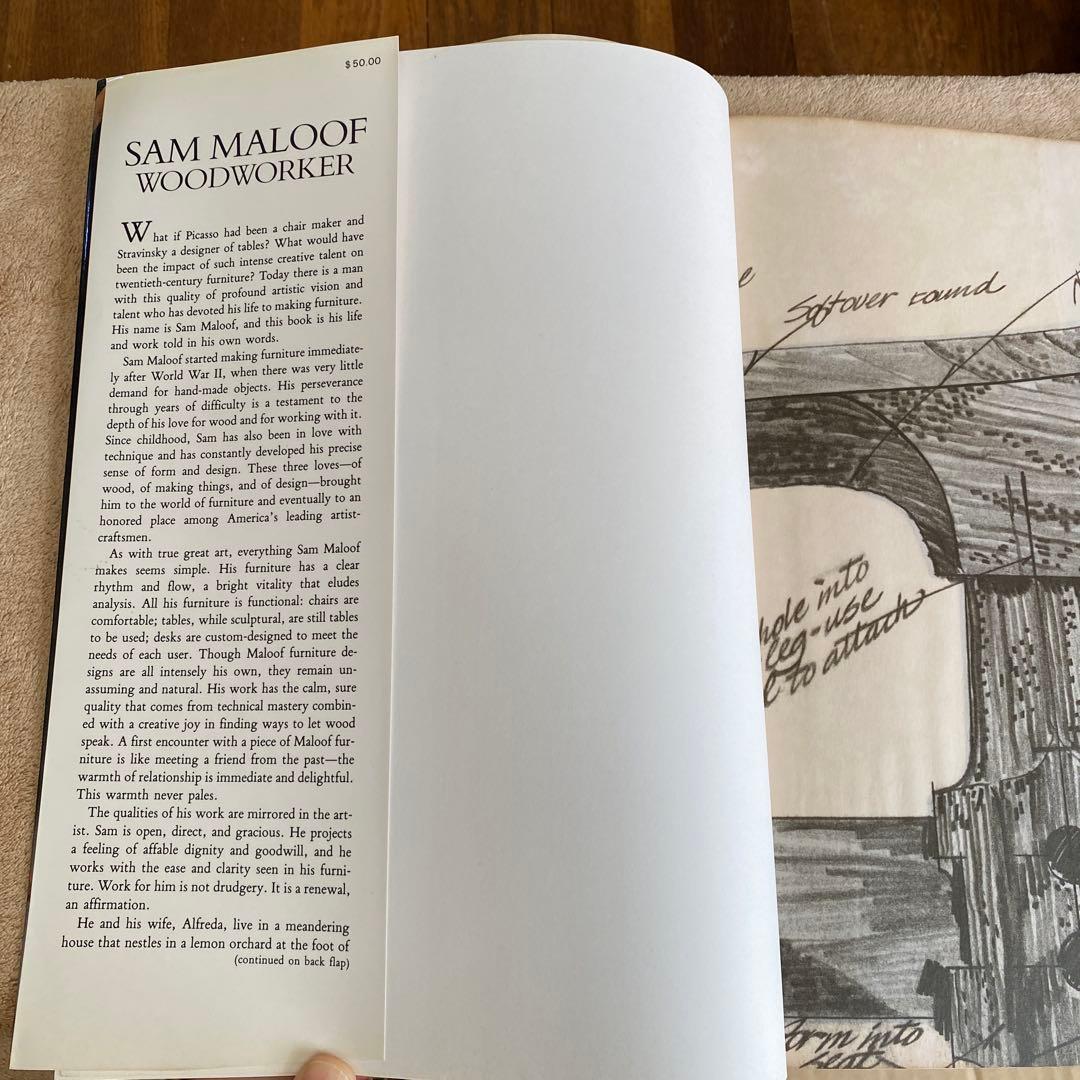 $50.00
SAM MALOOF
WOODWORKER
What if Picasso had been a chair maker and
Stravinsky a designer of tables? What would have
been the impact of such intense creative talent on
twentieth-century furniture? Today there is a man
with this quality of profound artistic vision and
talent who has devoted his life to making furniture.
His name is Sam Maloof, and this book is his life
and work told in his own words.
Sam Maloof started making furniture immediate-
ly after World War II, when there was very little
demand for hand-made objects. His perseverance
through years of difficulty is a testament to the
depth of his love for wood and for working with it.
Since childhood, Sam has also been in love with
technique and has constantly developed his precise
sense of form and design. These three loves—of
wood, of making things, and of design—brought
him to the world of furniture and eventually to an
honored place among America's leading artist-
craftsmen.
As with true great art, everything Sam Maloof
makes seems simple. His furniture has a clear
rhythm and flow, a bright vitality that eludes
analysis. All his furniture is functional: chairs are
comfortable; tables, while sculptural, are still tables
to be used; desks are custom-designed to meet the
needs of each user. Though Maloof furniture de-
signs are all intensely his own, they remain un-
assuming and natural. His work has the calm, sure
quality that comes from technical mastery combin-
ed with a creative joy in finding ways to let wood
speak. A first encounter with a piece of Maloof fur-
niture is like meeting a friend from the past—the
warmth of relationship is immediate and delightful.
This warmth never pales.
The qualities of his work are mirrored in the art-
ist. Sam is open, direct, and gracious. He projects
a feeling of affable dignity and goodwill, and he
works with the ease and clarity seen in his furni-
ture. Work for him is not drudgery. It is a renewal,
an affirmation.
He and his wife, Alfreda, live in a meandering
house that nestles in a lemon orchard at the foot of
(continued on back flap)
Softover round
hole into
leg-use
to attach
form into
seat